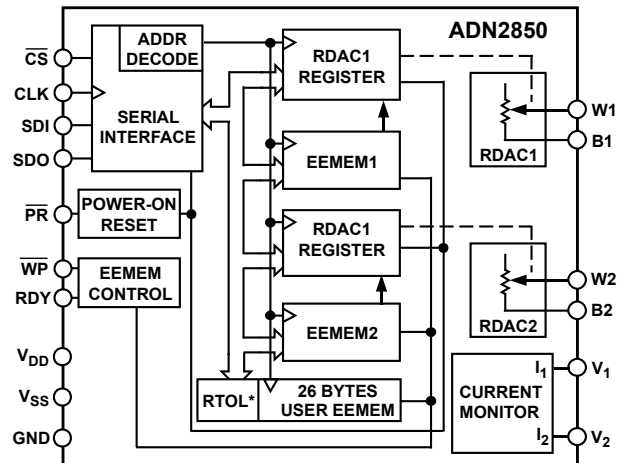 ADN2850
CS
CLK
SDI
SDO
PR
WP
RDY
VDD
VSS
GND
ADDR
DECODE
SERIAL
INTERFACE
POWER-ON
RESET
EEMEM
CONTROL
RDAC1
REGISTER
EEMEM1
RDAC1
REGISTER
EEMEM2
RTOL*
26 BYTES
USER EEMEM
RDAC1
RDAC2
CURRENT
MONITOR
I1
I2
W1
B1
W2
B2
V1
V2